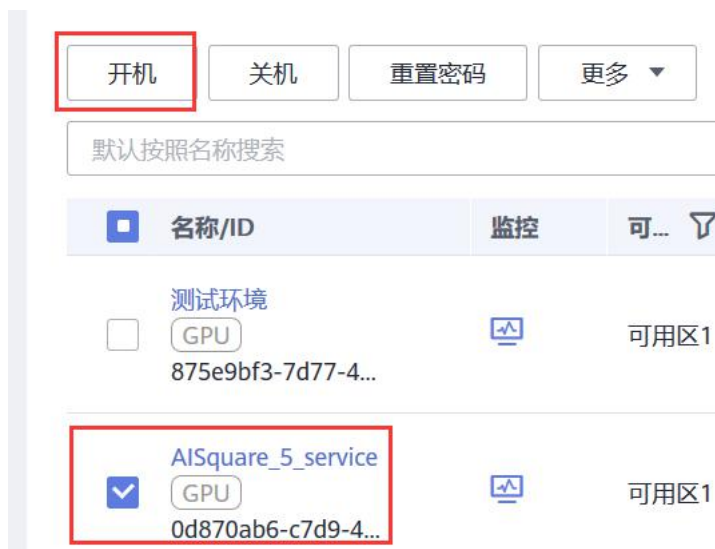 开机 关机 重置密码 更多
默认按照名称搜索
名称/ID 监控 可...
测试环境
GPU
875e9bf3-7d77-4...
可用区1
AISquare_5_service
GPU
0d870ab6-c7d9-4...
可用区1